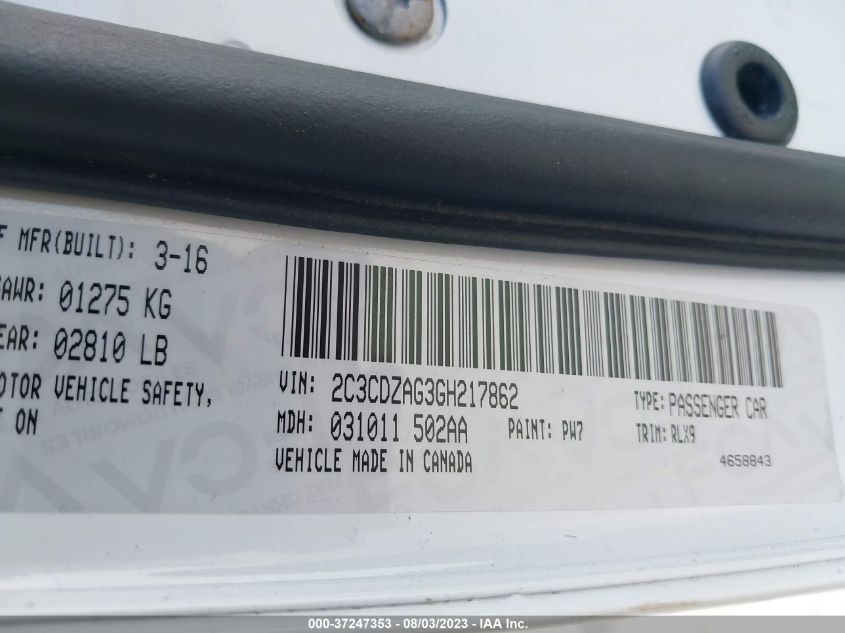 F MFR(BUILT): 3-16
AWR: 01275 KG
EAR: 02810 LB
OTOR VEHICLE SAFETY,
T ON
VIN: 2C3CDZAG3GH217862
TYPE: PASSENGER CAR
MDH: 031011 502AA
PAINT: PW7
TRIM: RLX9
VEHICLE MADE IN CANADA
4658843
000-37247353 - 08/03/2023 - IAA Inc.